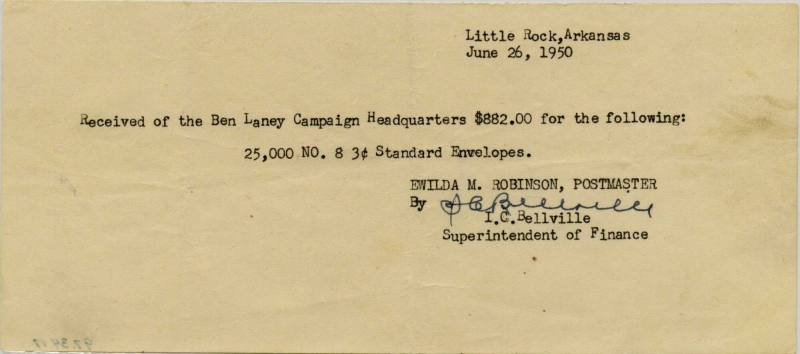 Little Rock,Arkansas
June 26, 1950
Received of the Ben Laney Campaign Headquarters $882.00 for the following:
25,000 NO. 8 3¢ Standard Envelopes.
EWILDA M. ROBINSON, POSTMASTER
By I C Bellville
I.C.Bellville
Superintendent of Finance